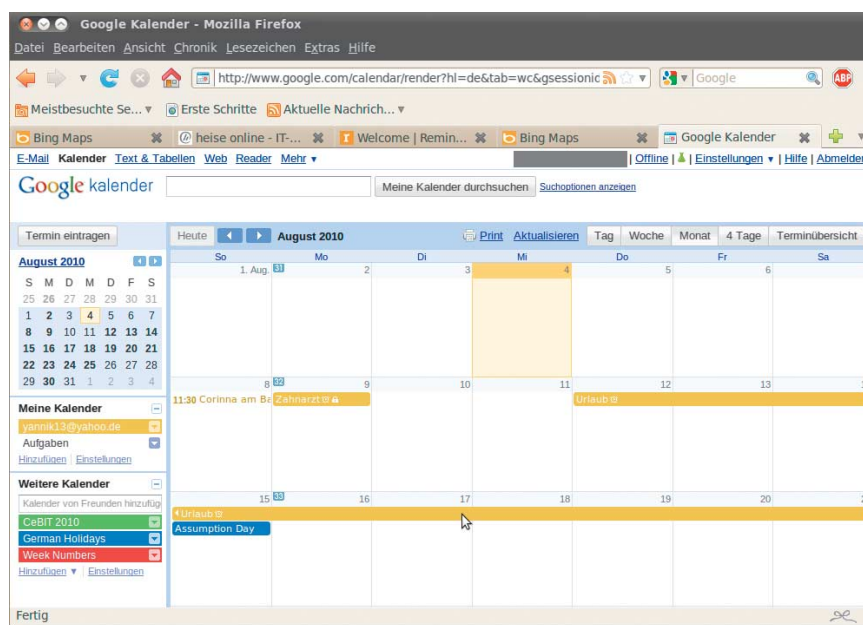 Google Kalender - Mozilla Firefox
Datei Bearbeiten Ansicht Chronik Lesezeichen Extras Hilfe
http://www.google.com/calendar/render?hl=de&tab=wc&gsessionic Google ABP
Meistbesuchte Se... Erste Schritte Aktuelle Nachrich...
Bing Maps heise online - IT-... Welcome | Remin... Bing Maps Google Kalender
E-Mail Kalender Text & Tabellen Web Reader Mehr | Offline | | Einstellungen | Hilfe | Abmelden
Google kalender Meine Kalender durchsuchen Suchoptionen anzeigen
Termin eintragen Heute August 2010 Print Aktualisieren Tag Woche Monat 4 Tage Terminübersicht
August 2010
S M D M D F S
25 26 27 28 29 30 31
1 2 3 4 5 6 7
8 9 10 11 12 13 14
15 16 17 18 19 20 21
22 23 24 25 26 27 28
29 30 31 1 2 3 4
Meine Kalender
yannik13@yahoo.de
Aufgaben
Hinzufügen | Einstellungen
Weitere Kalender
Kalender von Freunden hinzufüg
CeBIT 2010
German Holidays
Week Numbers
Hinzufügen | Einstellungen
So Mo Di Mi Do Fr Sa
1. Aug. 31 2 3 4 5 6
8 32 9 10 11 12 13
11:30 Corinna am Ba Zahnarzt Urlaub
15 33 16 17 18 19 20
Urlaub
Assumption Day
Fertig